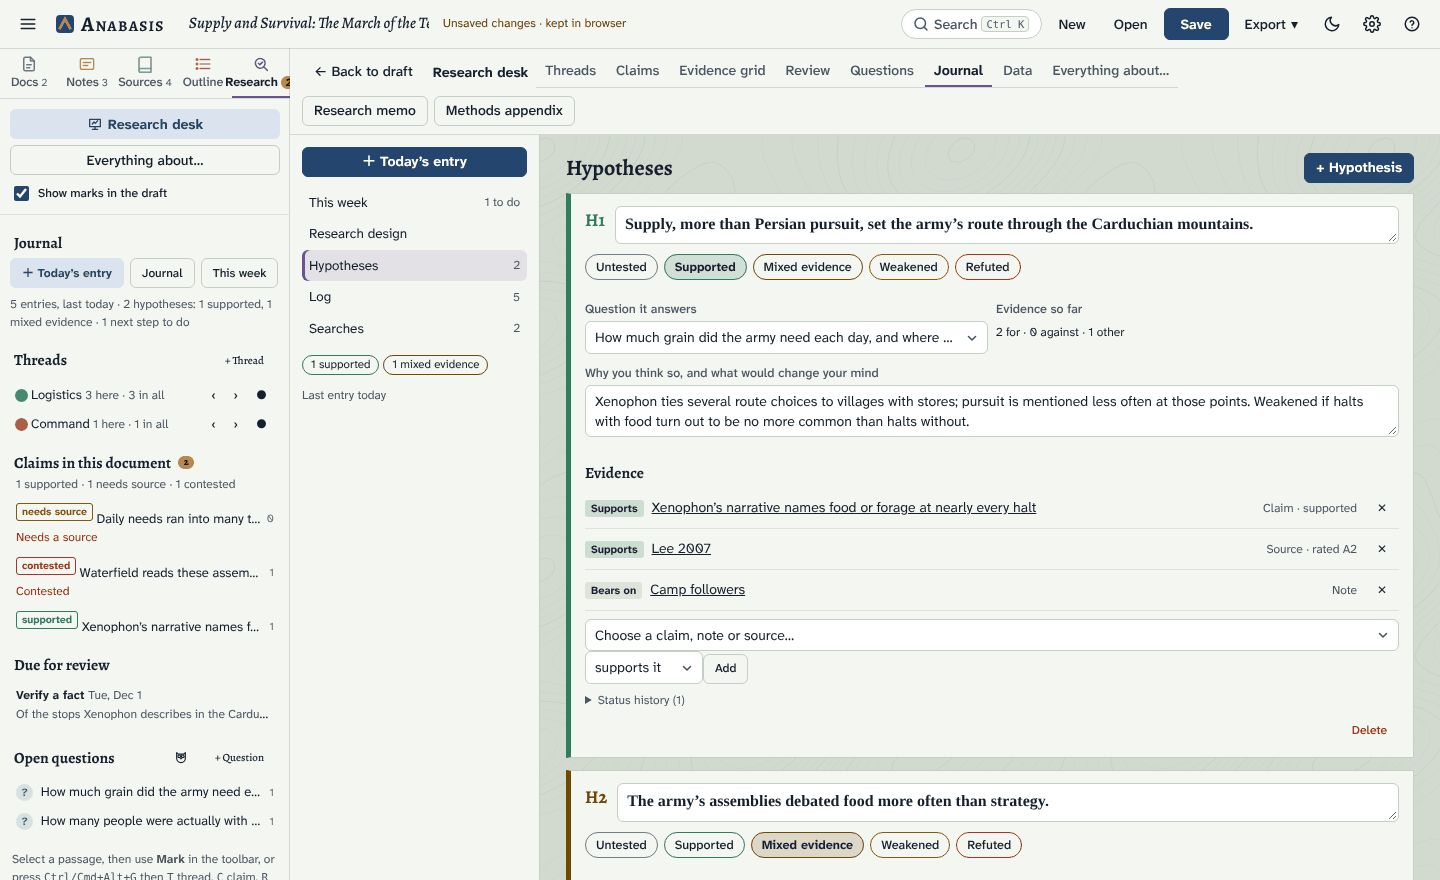 Anabasis
Supply and Survival: The March of the Te
Unsaved changes · kept in browser
Search Ctrl K
New
Open
Save
Export ▾
Docs 2
Notes 3
Sources 4
Outline
Research 2
← Back to draft
Research desk
Threads
Claims
Evidence grid
Review
Questions
Journal
Data
Everything about…
Research memo
Methods appendix
Research desk
Everything about…
Show marks in the draft
Journal
+ Today's entry
Journal
This week
5 entries, last today · 2 hypotheses: 1 supported, 1
mixed evidence · 1 next step to do
Threads
+ Thread
Logistics 3 here · 3 in all ‹ ›
Command 1 here · 1 in all ‹ ›
Claims in this document 2
1 supported · 1 needs source · 1 contested
needs source Daily needs ran into many t… 0
Needs a source
contested Waterfield reads these assem… 1
Contested
supported Xenophon's narrative names f… 1
Due for review
Verify a fact Tue, Dec 1
Of the stops Xenophon describes in the Cardu…
Open questions
+ Question
? How much grain did the army need e… 1
? How many people were actually with … 1
Select a passage, then use Mark in the toolbar, or
press Ctrl/Cmd+Alt+G then T thread, C claim, R
+ Today's entry
This week 1 to do
Research design
Hypotheses 2
Log 5
Searches 2
1 supported
1 mixed evidence
Last entry today
Hypotheses
+ Hypothesis
H1
Supply, more than Persian pursuit, set the army's route through the Carduchian mountains.
Untested
Supported
Mixed evidence
Weakened
Refuted
Question it answers
How much grain did the army need each day, and where …
Evidence so far
2 for · 0 against · 1 other
Why you think so, and what would change your mind
Xenophon ties several route choices to villages with stores; pursuit is mentioned less often at those points. Weakened if halts
with food turn out to be no more common than halts without.
Evidence
Supports Xenophon's narrative names food or forage at nearly every halt Claim · supported ×
Supports Lee 2007 Source · rated A2 ×
Bears on Camp followers Note ×
Choose a claim, note or source…
supports it
Add
Status history (1)
Delete
H2
The army's assemblies debated food more often than strategy.
Untested
Supported
Mixed evidence
Weakened
Refuted